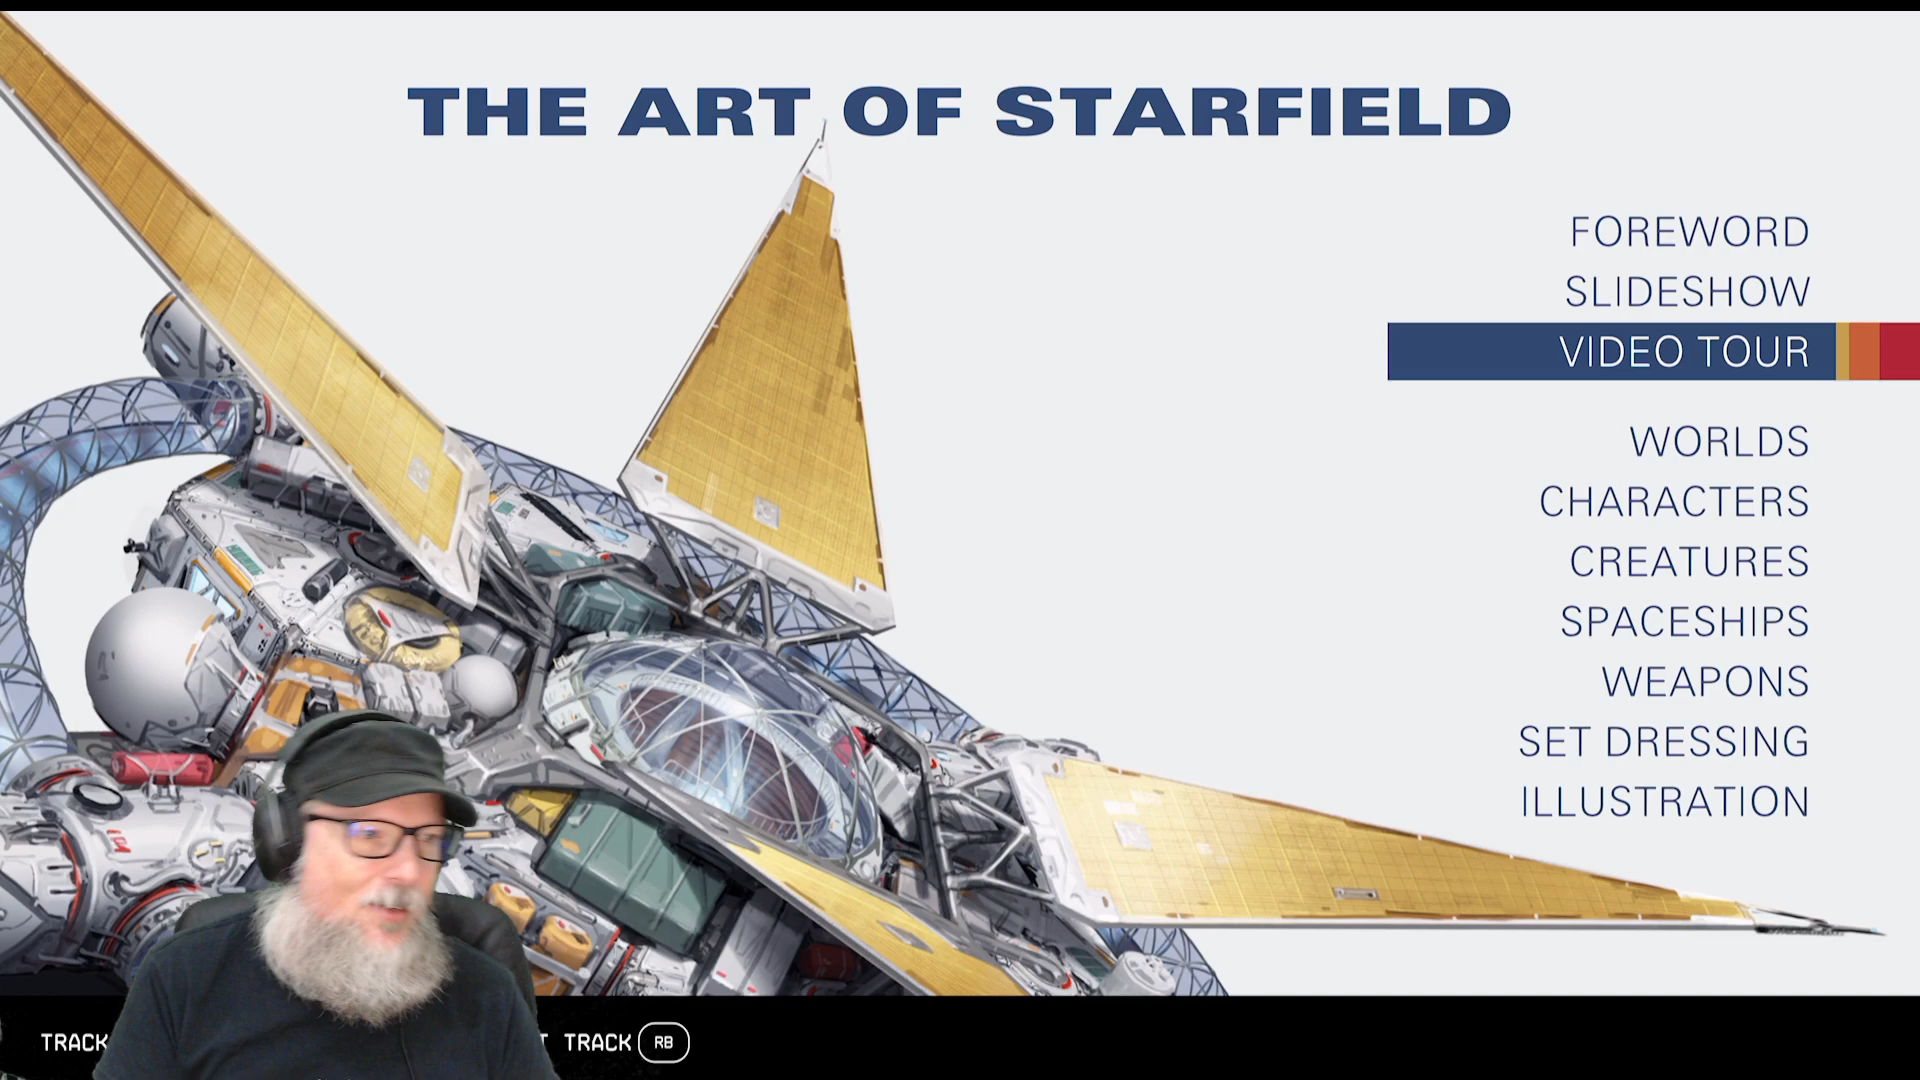 THE ART OF STARFIELD
FOREWORD
SLIDESHOW
VIDEO TOUR
WORLDS
CHARACTERS
CREATURES
SPACESHIPS
WEAPONS
SET DRESSING
ILLUSTRATION
TRACK TRACK RB